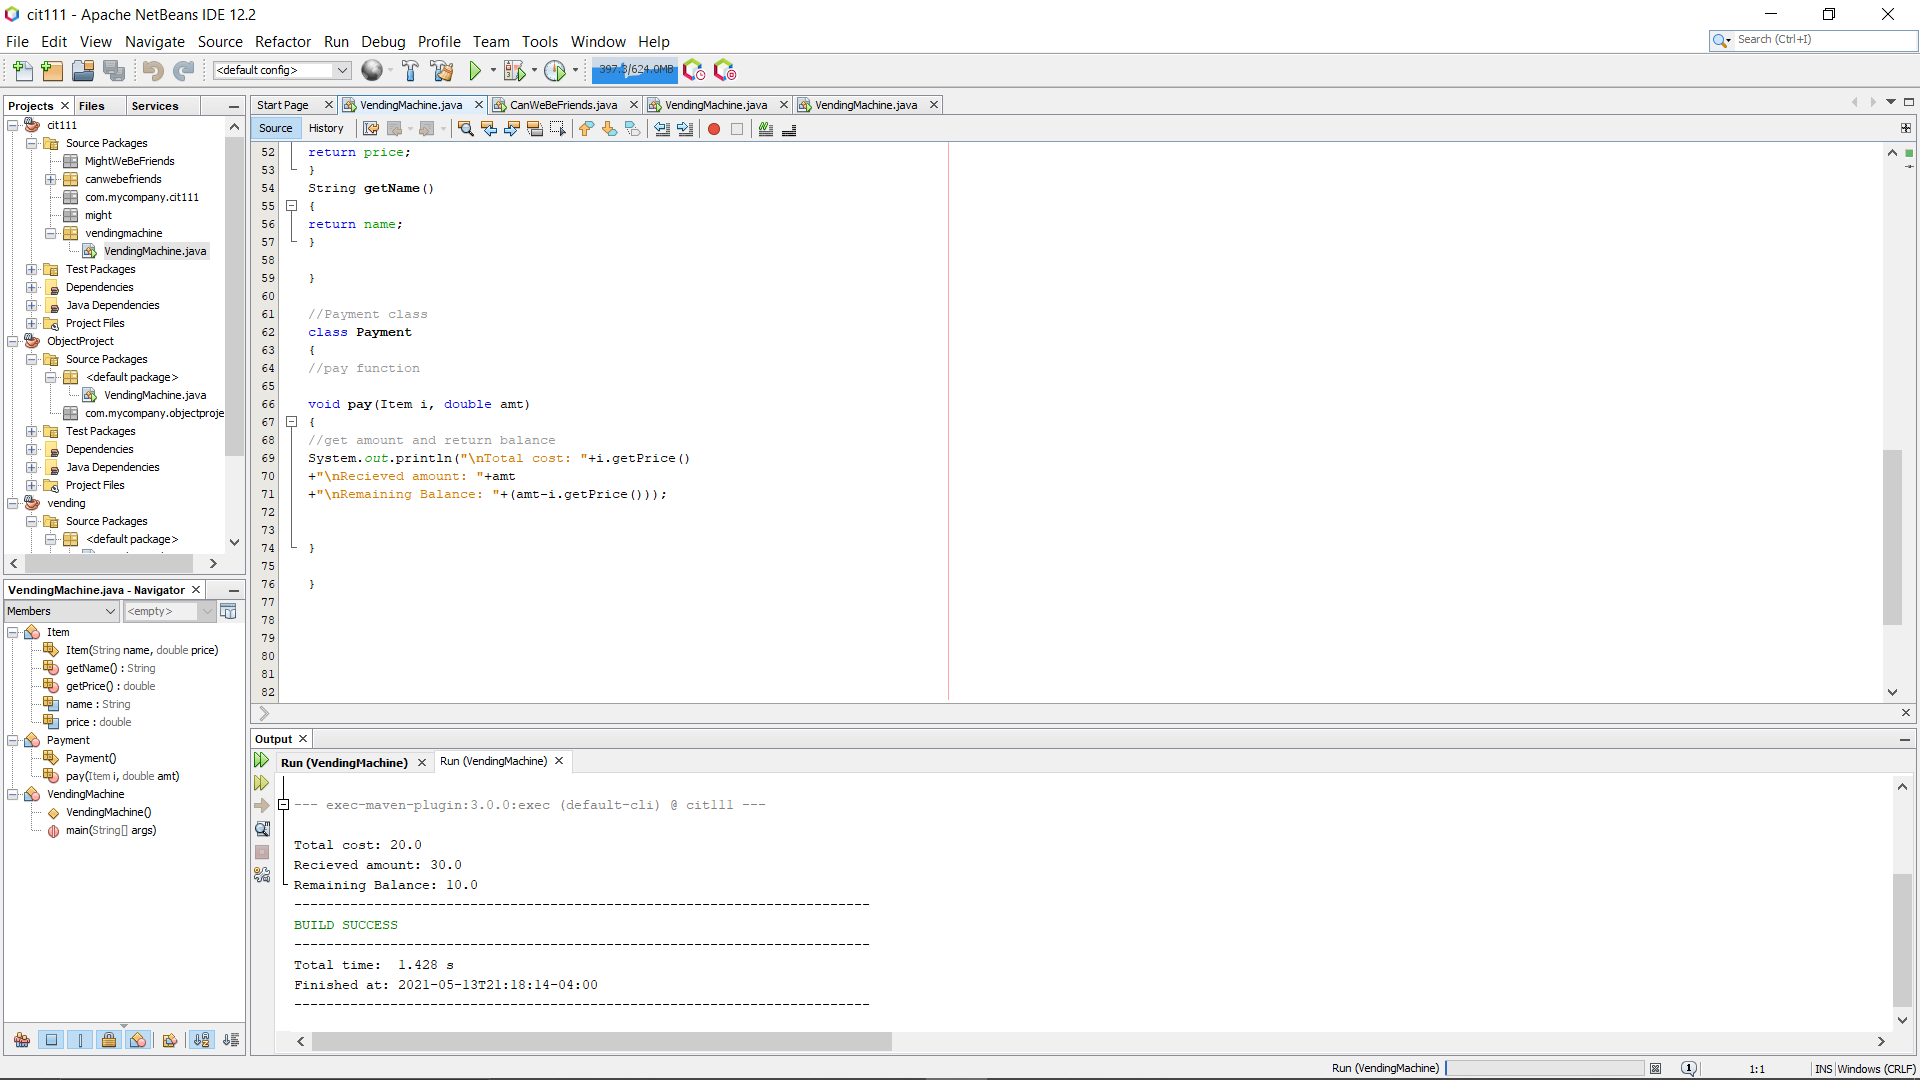 cit111 - Apache NetBeans IDE 12.2
File Edit View Navigate Source Refactor Run Debug Profile Team Tools Window Help
Search (Ctrl+I)
<default config>
397.3/624.0MB
Projects Files Services
cit111
Source Packages
MightWeBeFriends
canwebefriends
com.mycompany.cit111
might
vendingmachine
VendingMachine.java
Test Packages
Dependencies
Java Dependencies
Project Files
ObjectProject
Source Packages
<default package>
VendingMachine.java
com.mycompany.objectproje
Test Packages
Dependencies
Java Dependencies
Project Files
vending
Source Packages
<default package>
VendingMachine.java - Navigator
Members <empty>
Item
Item(String name, double price)
getName() : String
getPrice() : double
name : String
price : double
Payment
Payment()
pay(Item i, double amt)
VendingMachine
VendingMachine()
main(String[] args)
Start Page VendingMachine.java CanWeBeFriends.java VendingMachine.java VendingMachine.java
Source History
52 return price;
53 }
54 String getName()
55 {
56 return name;
57 }
58
59 }
60
61 //Payment class
62 class Payment
63 {
64 //pay function
65
66 void pay(Item i, double amt)
67 {
68 //get amount and return balance
69 System.out.println("\nTotal cost: "+i.getPrice()
70 +"\nRecieved amount: "+amt
71 +"\nRemaining Balance: "+(amt-i.getPrice()));
72
73
74 }
75
76 }
77
78
79
80
81
82
Output
Run (VendingMachine) Run (VendingMachine)
--- exec-maven-plugin:3.0.0:exec (default-cli) @ cit111 ---
Total cost: 20.0
Recieved amount: 30.0
Remaining Balance: 10.0
------------------------------------------------------------------------
BUILD SUCCESS
------------------------------------------------------------------------
Total time:  1.428 s
Finished at: 2021-05-13T21:18:14-04:00
------------------------------------------------------------------------
Run (VendingMachine) 1:1 INS Windows (CRLF)